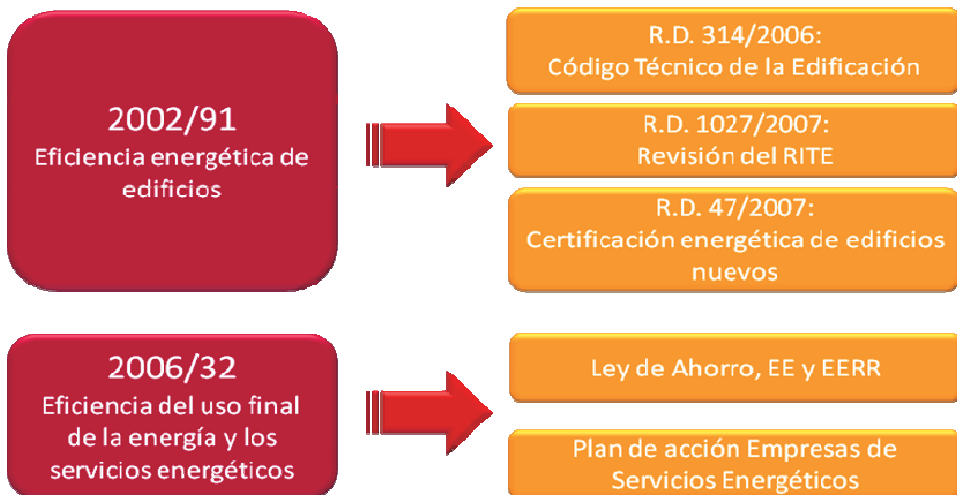 2002/91
Eficiencia energética de
edificios
R.D. 314/2006:
Código Técnico de la Edificación
R.D. 1027/2007:
Revisión del RITE
R.D. 47/2007:
Certificación energética de edificios
nuevos
2006/32
Eficiencia del uso final
de la energía y los
servicios energéticos
Ley de Ahorro, EE y EERR
Plan de acción Empresas de
Servicios Energéticos